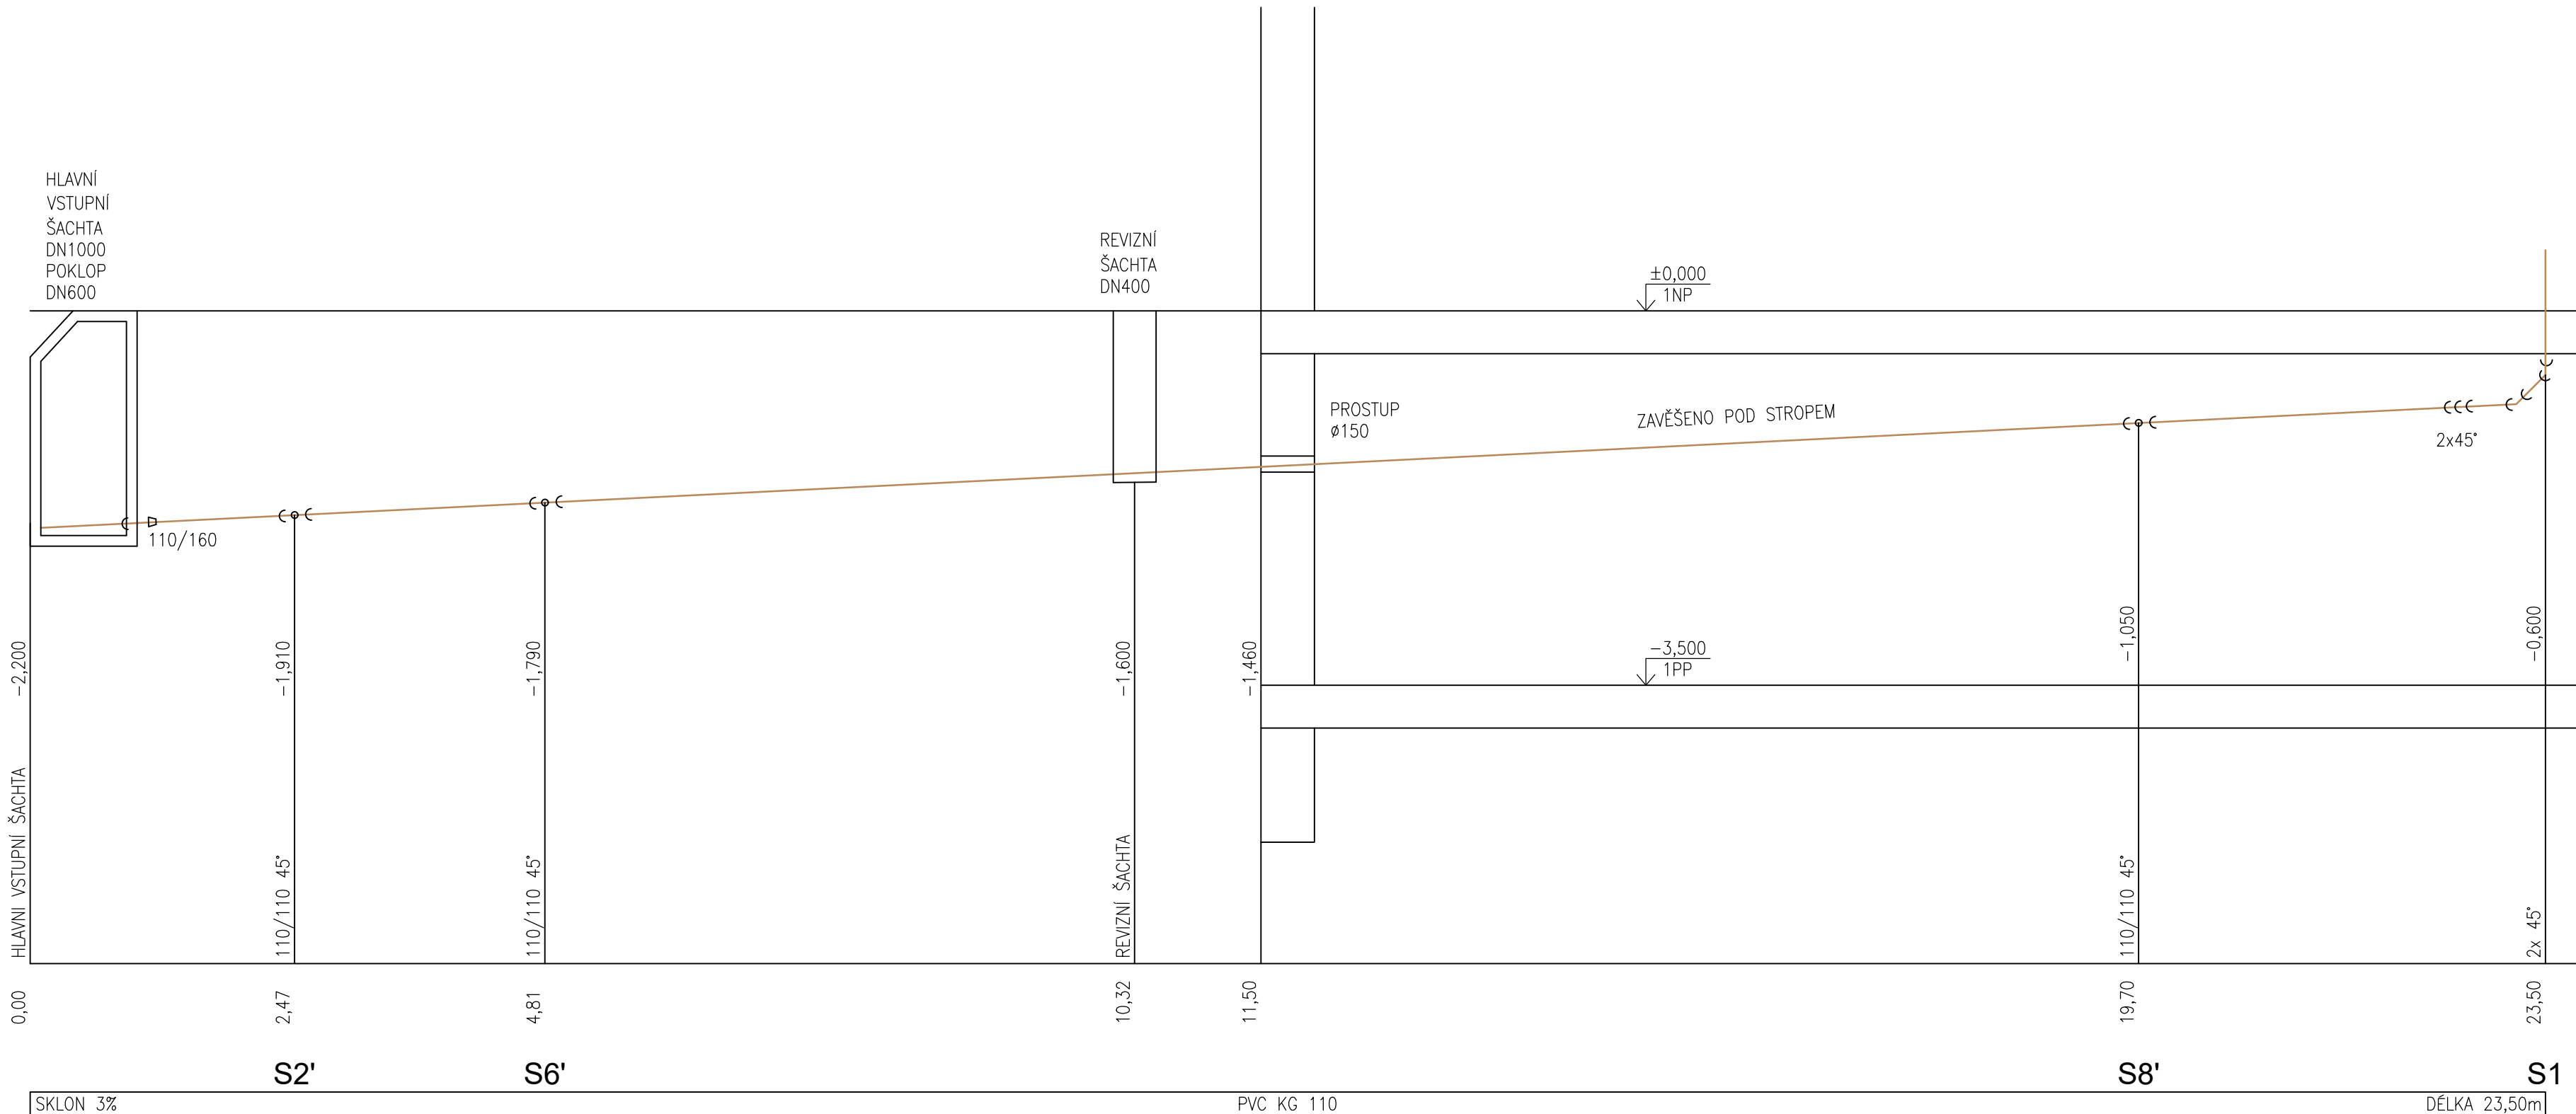 HLAVNÍ
VSTUPNÍ
ŠACHTA
DN1000
POKLOP
DN600
REVIZNÍ
ŠACHTA
DN400
±0,000
1NP
PROSTUP
ø150
ZAVĚŠENO POD STROPEM
2x45°
110/160
-3,500
1PP
-2,200
-1,910
-1,790
-1,600
-1,460
-1,050
-0,600
HLAVNI VSTUPNÍ ŠACHTA
110/110 45°
110/110 45°
REVIZNÍ ŠACHTA
110/110 45°
2x 45°
0,00
2,47
4,81
10,32
11,50
19,70
23,50
S2'
S6'
S8'
S1
SKLON 3%
PVC KG 110
DÉLKA 23,50m